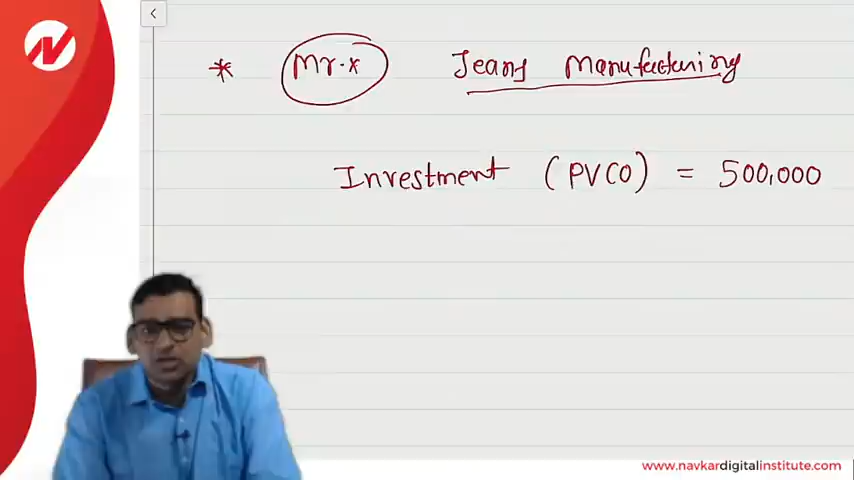 * Mr. x Jeans Manufacturing
Investment (PVCO) = 500,000
www.navkardigitalinstitute.com